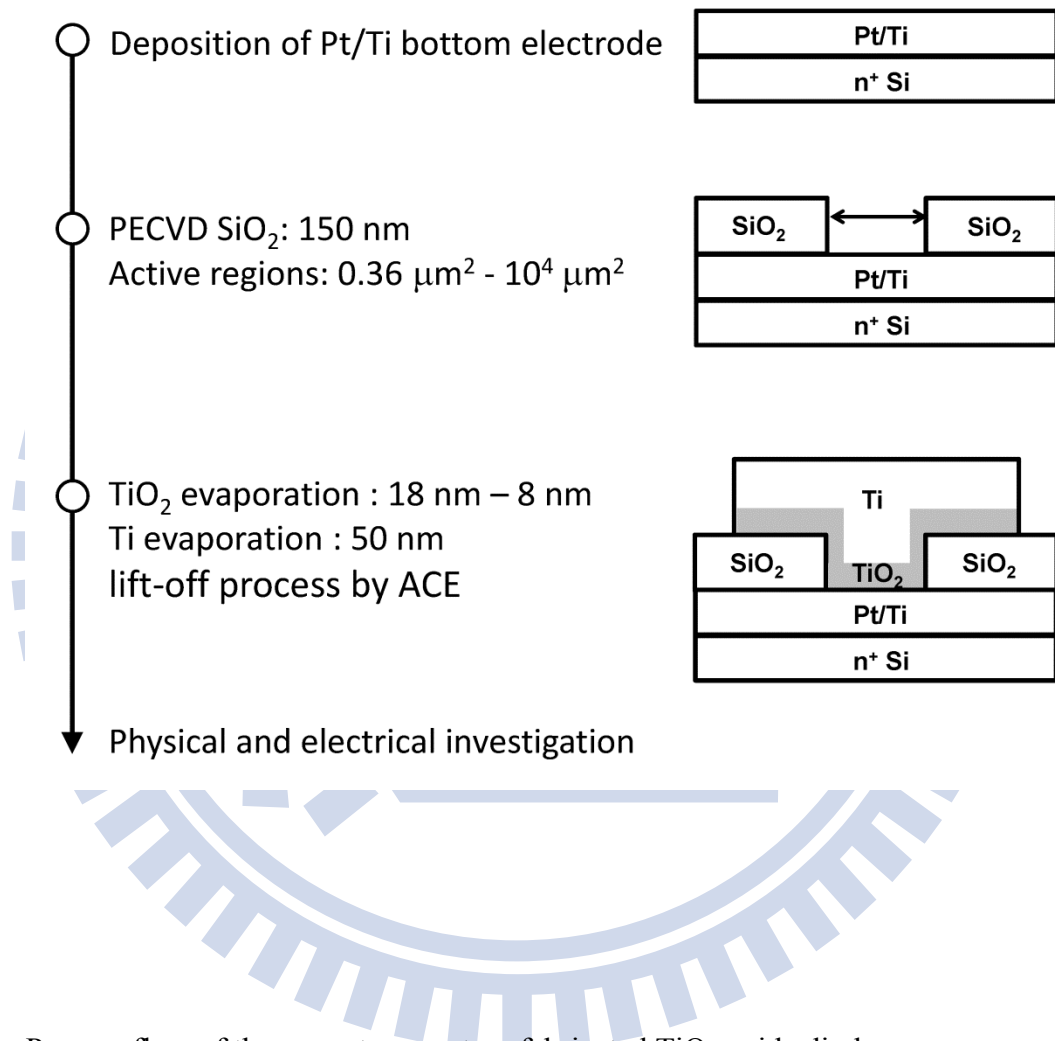 Deposition of Pt/Ti bottom electrode
Pt/Ti
n⁺ Si
PECVD SiO₂: 150 nm
Active regions: 0.36 μm² - 10⁴ μm²
SiO₂
SiO₂
Pt/Ti
n⁺ Si
TiO₂ evaporation : 18 nm – 8 nm
Ti evaporation : 50 nm
lift-off process by ACE
Ti
SiO₂
TiO₂
SiO₂
Pt/Ti
n⁺ Si
Physical and electrical investigation